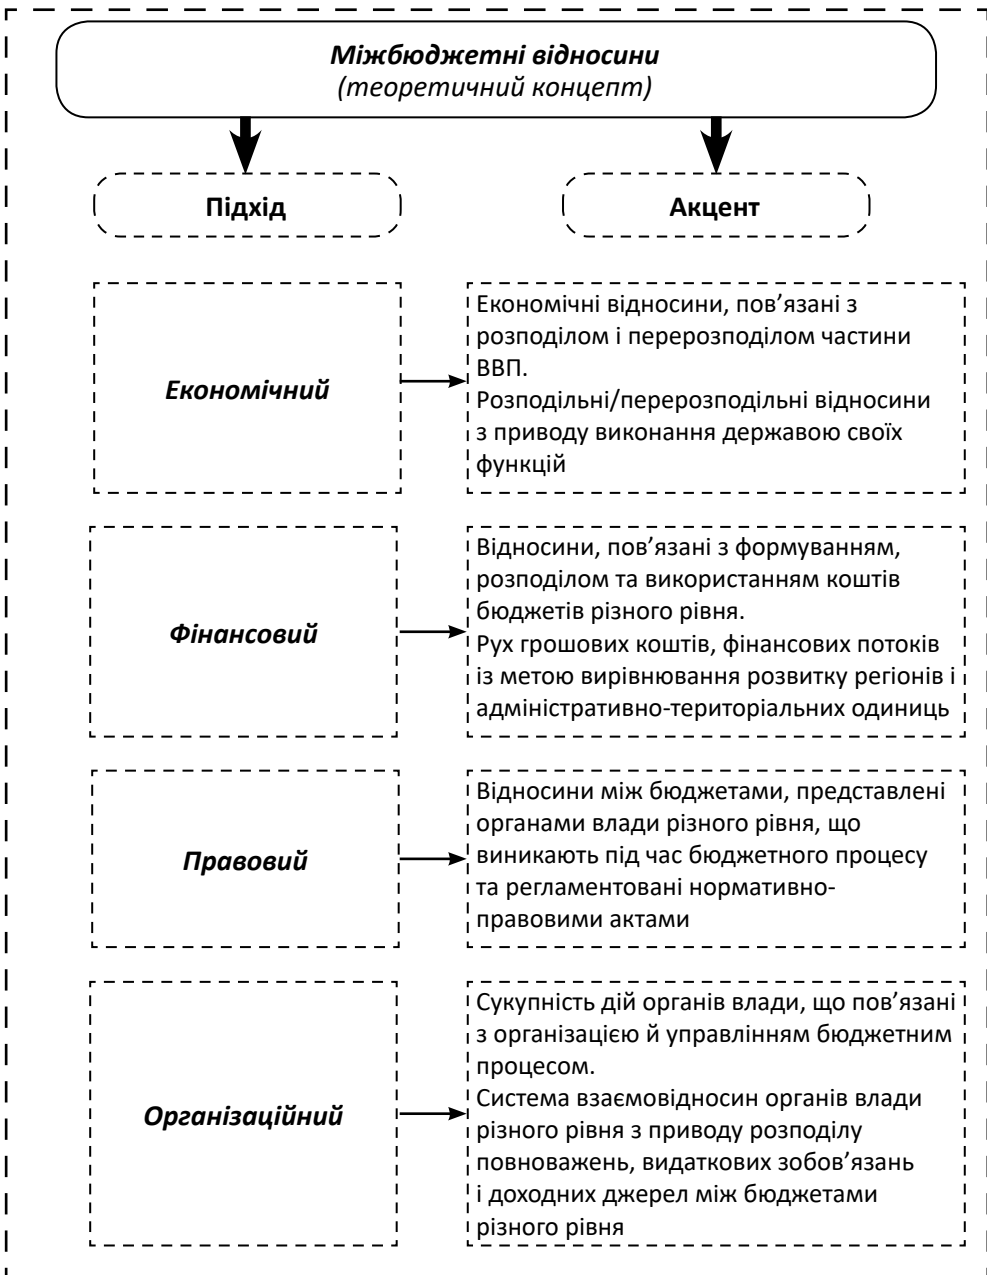 Міжбюджетні відносини
(теоретичний концепт)
Підхід
Акцент
Економічний
Економічні відносини, пов’язані з
розподілом і перерозподілом частини
ВВП.
Розподільні/перерозподільні відносини
з приводу виконання державою своїх
функцій
Фінансовий
Відносини, пов’язані з формуванням,
розподілом та використанням коштів
бюджетів різного рівня.
Рух грошових коштів, фінансових потоків
із метою вирівнювання розвитку регіонів і
адміністративно-територіальних одиниць
Правовий
Відносини між бюджетами, представлені
органами влади різного рівня, що
виникають під час бюджетного процесу
та регламентовані нормативно-
правовими актами
Організаційний
Сукупність дій органів влади, що пов’язані
з організацією й управлінням бюджетним
процесом.
Система взаємовідносин органів влади
різного рівня з приводу розподілу
повноважень, видаткових зобов’язань
і доходних джерел між бюджетами
різного рівня